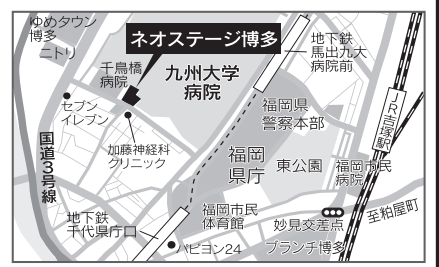 ゆめタウン
博多
ニトリ
ネオステージ博多
千鳥橋
病院
九州大学
病院
地下鉄
馬出九大
病院前
セブン
イレブン
加藤神経科
クリニック
国道3号線
福岡県
警察本部
JR吉塚駅
福岡
県庁
東公園
福岡市民
病院
地下鉄
千代県庁口
福岡市民
体育館
妙見交差点
至粕屋町
パピヨン24
ブランチ博多